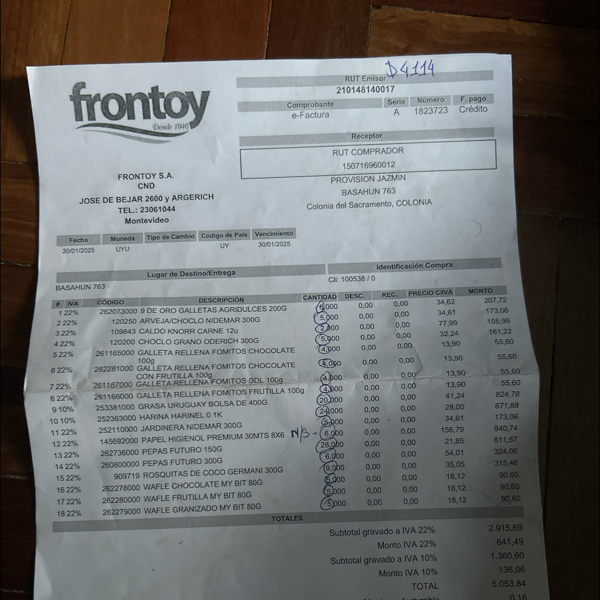 D 4114
frontoy
Desde 1946
RUT Emisor
210148140017
Comprobante Serie Número F. pago
e-Factura A 1823723 Crédito
Receptor
RUT COMPRADOR
150716960012
PROVISION JAZMIN
BASAHUN 763
Colonia del Sacramento, COLONIA
FRONTOY S.A.
CND
JOSE DE BEJAR 2600 y ARGERICH
TEL.: 23061044
Montevideo
Fecha Moneda Tipo de Cambio Código de País Vencimiento
30/01/2025 UYU UY 30/01/2025
Lugar de Destino/Entrega Identificación Compra
BASAHUN 763 Cli: 100538 / 0
# IVA CÓDIGO DESCRIPCIÓN CANTIDAD DESC. REC. PRECIO C/IVA MONTO
1 22% 262073000 9 DE ORO GALLETAS AGRIDULCES 200G 6,000 0,00 0,00 34,62 207,72
2 22% 120250 ARVEJA/CHOCLO NIDEMAR 300G 5,000 0,00 0,00 34,61 173,06
3 22% 109843 CALDO KNORR CARNE 12u 2,000 0,00 0,00 77,99 155,99
4 22% 120200 CHOCLO GRANO ODERICH 300G 5,000 0,00 0,00 32,24 161,22
5 22% 261165000 GALLETA RELLENA FOMITOS CHOCOLATE 4,000 0,00 0,00 13,90 55,60
100g
6 22% 262281000 GALLETA RELLENA FOMITOS CHOCOLATE 4,000 0,00 0,00 13,90 55,60
CON FRUTILLA 100g
7 22% 261167000 GALLETA RELLENA FOMITOS DDL 100g 4,000 0,00 0,00 13,90 55,60
8 22% 261166000 GALLETA RELLENA FOMITOS FRUTILLA 100g 4,000 0,00 0,00 13,90 55,60
9 10% 253381000 GRASA URUGUAY BOLSA DE 400G 20,000 0,00 0,00 41,24 824,78
10 10% 252363000 HARINA HARINEL 0 1K 24,000 0,00 0,00 28,00 671,88
11 22% 252110000 JARDINERA NIDEMAR 300G 5,000 0,00 0,00 34,61 173,06
12 22% 145692000 PAPEL HIGIENOL PREMIUM 30MTS 8X6 N/B - 6,000 0,00 0,00 156,79 940,74
13 22% 262736000 PEPAS FUTURO 150G 28,000 0,00 0,00 21,85 611,67
14 22% 260800000 PEPAS FUTURO 300G 6,000 0,00 0,00 54,01 324,06
15 22% 909719 ROSQUITAS DE COCO GERMANI 300G 9,000 0,00 0,00 35,05 315,46
16 22% 262278000 WAFLE CHOCOLATE MY BIT 80G 5,000 0,00 0,00 18,12 90,60
17 22% 262280000 WAFLE FRUTILLA MY BIT 80G 5,000 0,00 0,00 18,12 90,60
18 22% 262279000 WAFLE GRANIZADO MY BIT 80G 5,000 0,00 0,00 18,12 90,60
TOTALES
Subtotal gravado a IVA 22% 2.915,69
Monto IVA 22% 641,49
Subtotal gravado a IVA 10% 1.360,60
Monto IVA 10% 136,06
TOTAL 5.053,84
0,16